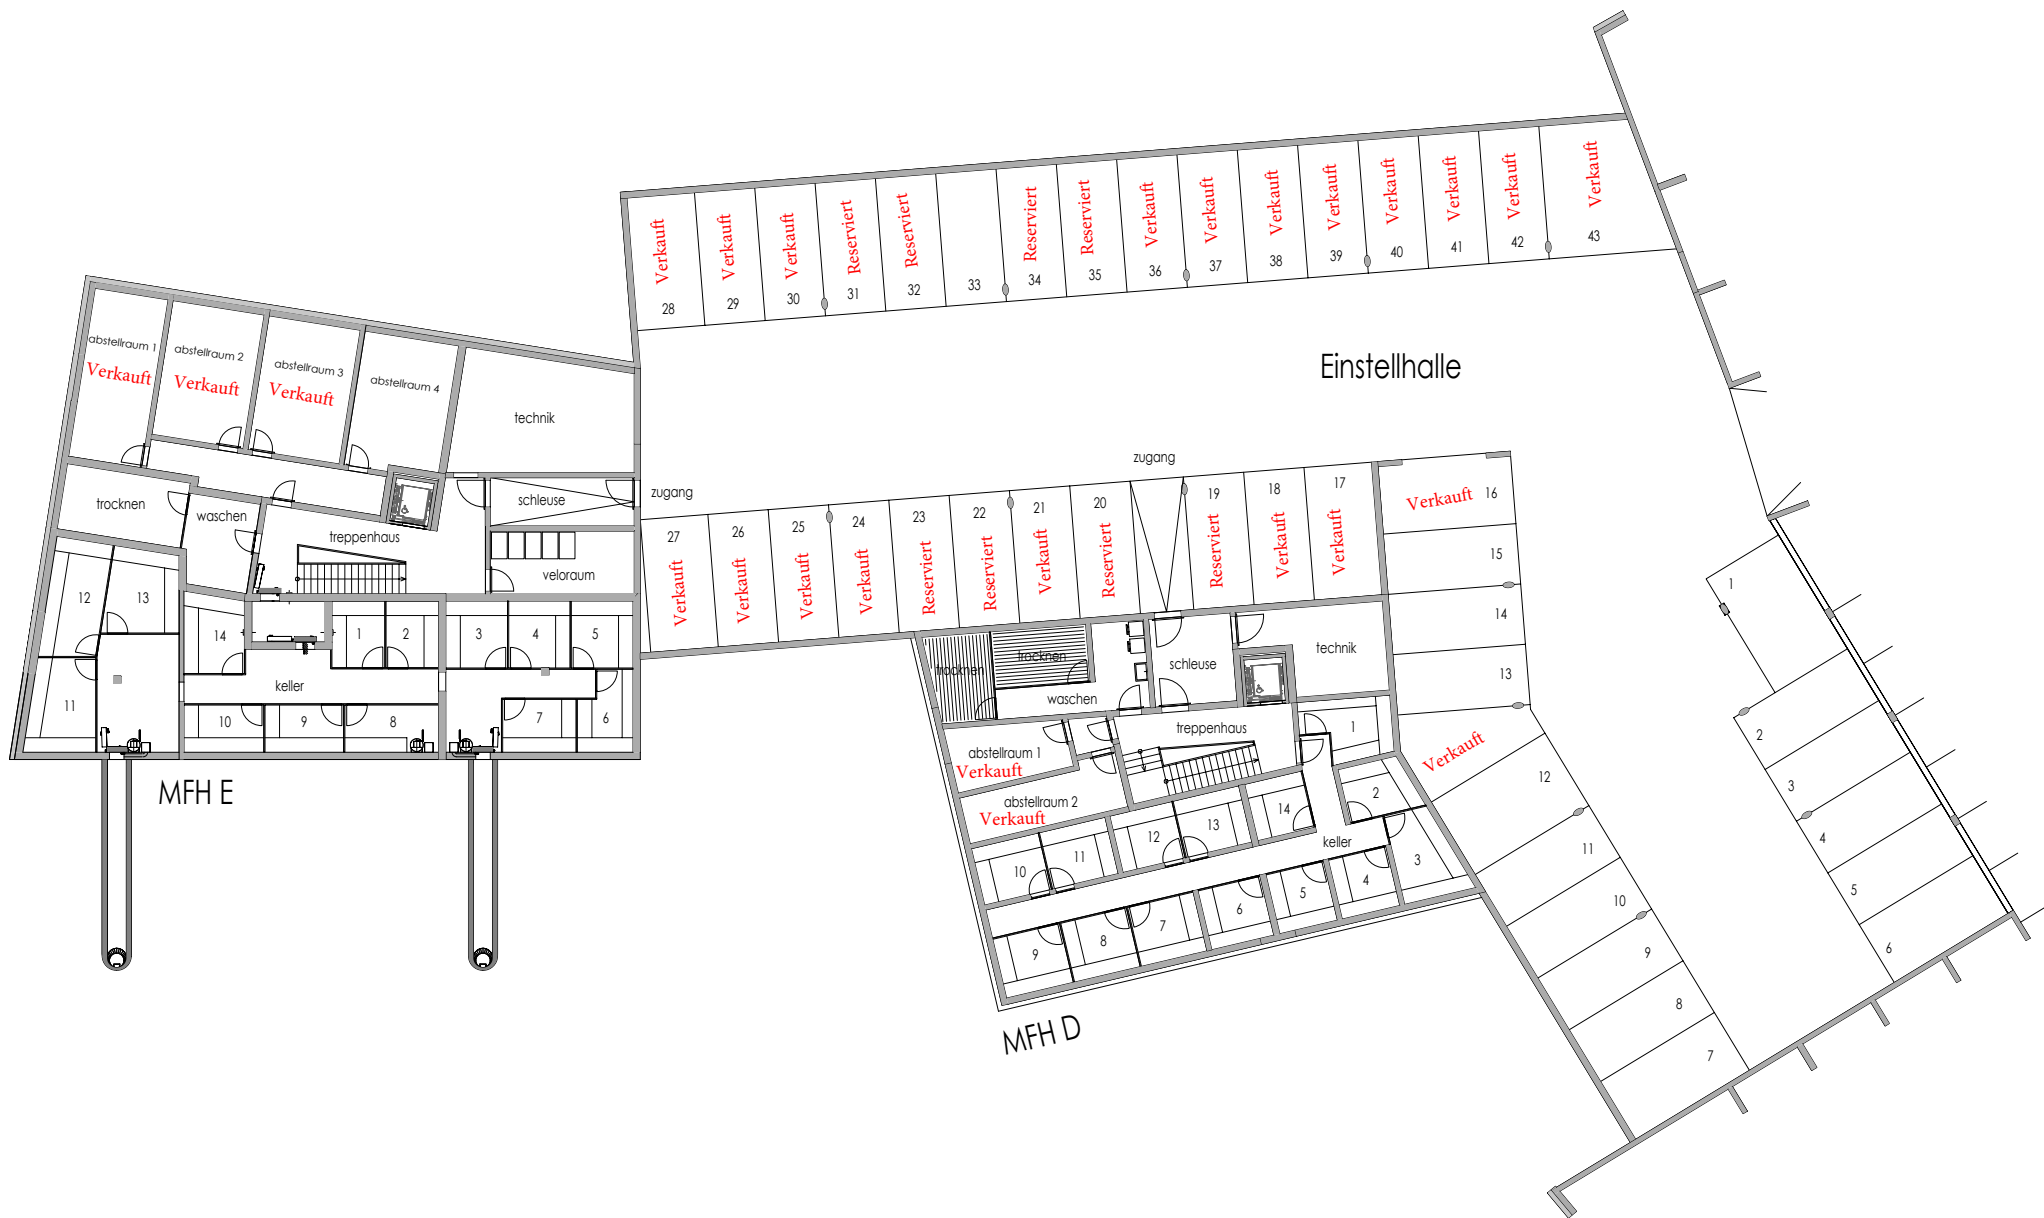 Verkauft
Verkauft
Verkauft
Reserviert
Reserviert
Reserviert
Reserviert
Verkauft
Verkauft
Verkauft
Verkauft
Verkauft
Verkauft
Verkauft
Verkauft
28
29
30
31
32
33
34
35
36
37
38
39
40
41
42
43
Einstellhalle
abstellraum 1
Verkauft
abstellraum 2
Verkauft
abstellraum 3
Verkauft
abstellraum 4
technik
trocknen
waschen
treppenhaus
schleuse
veloraum
zugang
zugang
27
26
25
24
23
22
21
20
19
18
17
Verkauft
Verkauft
Verkauft
Verkauft
Reserviert
Reserviert
Verkauft
Reserviert
Reserviert
Verkauft
Verkauft
Verkauft 16
15
14
13
Verkauft
12
11
10
9
8
7
1
2
3
4
5
6
12
13
14
1
2
3
4
5
11
keller
10
9
8
7
6
MFH E
trocknen
trocknen
waschen
schleuse
technik
treppenhaus
abstellraum 1
Verkauft
abstellraum 2
Verkauft
1
2
3
keller
14
13
12
11
10
9
8
7
6
5
4
MFH D